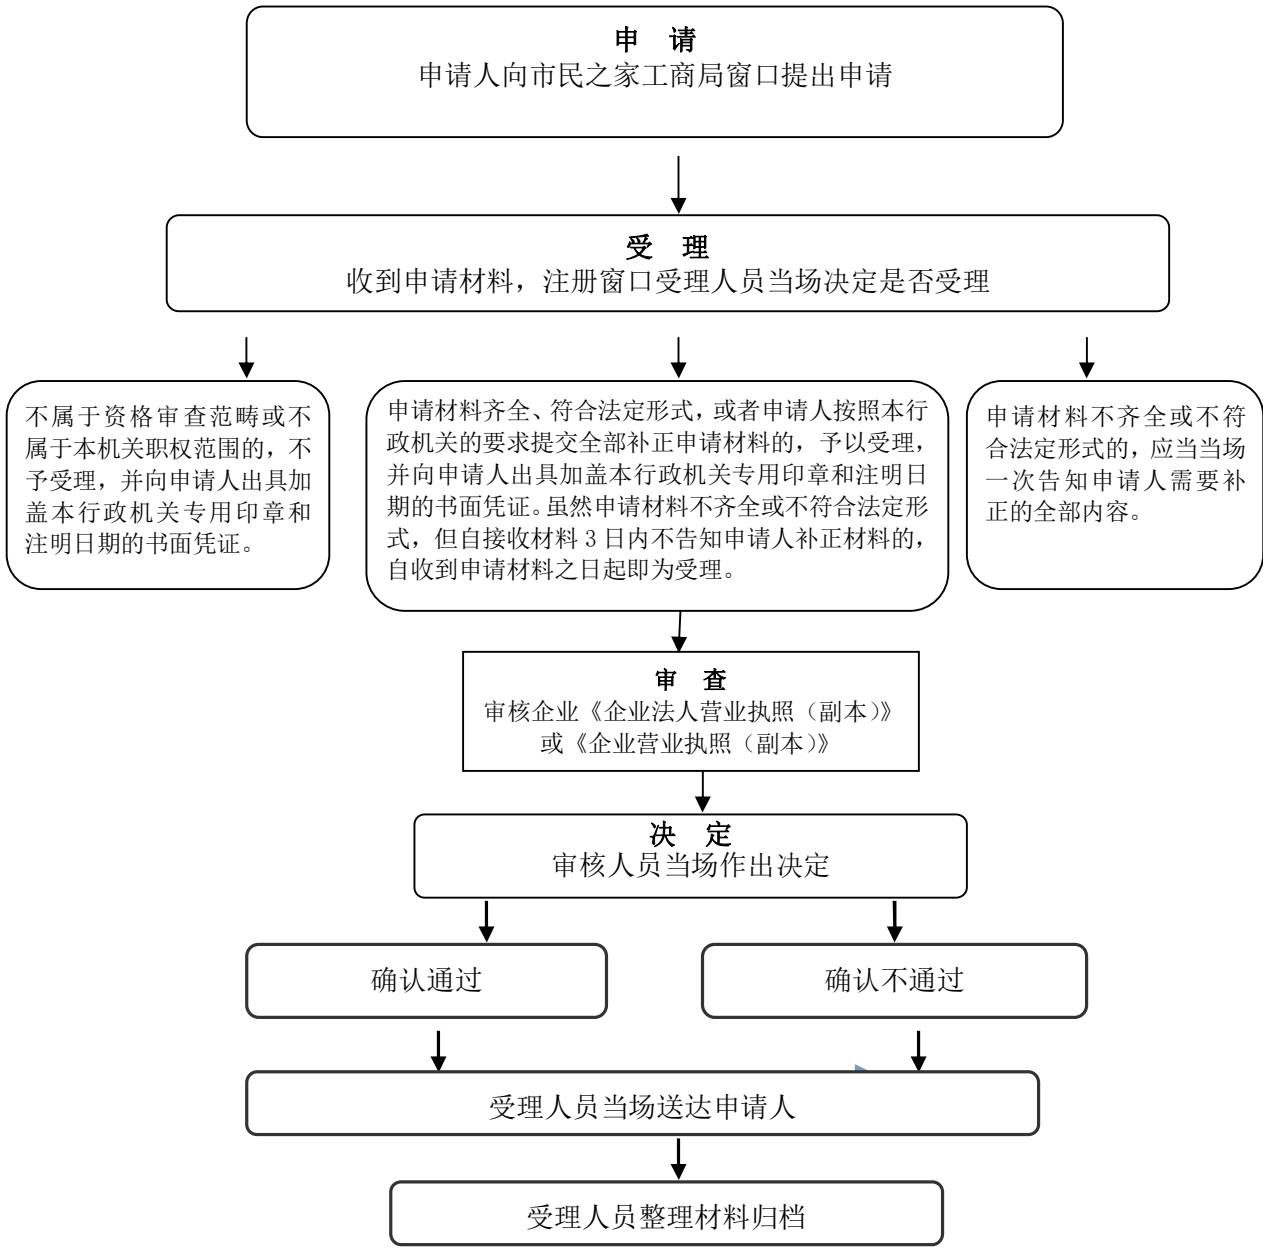 申 请
申请人向市民之家工商局窗口提出申请
受 理
收到申请材料，注册窗口受理人员当场决定是否受理
不属于资格审查范畴或不
属于本机关职权范围的，不
予受理，并向申请人出具加
盖本行政机关专用印章和
注明日期的书面凭证。
申请材料齐全、符合法定形式，或者申请人按照本行
政机关的要求提交全部补正申请材料的，予以受理，
并向申请人出具加盖本行政机关专用印章和注明日
期的书面凭证。虽然申请材料不齐全或不符合法定形
式，但自接收材料 3 日内不告知申请人补正材料的，
自收到申请材料之日起即为受理。
申请材料不齐全或不符
合法定形式的，应当当场
一次告知申请人需要补
正的全部内容。
审 查
审核企业《企业法人营业执照（副本）》
或《企业营业执照（副本）》
决 定
审核人员当场作出决定
确认通过
确认不通过
受理人员当场送达申请人
受理人员整理材料归档